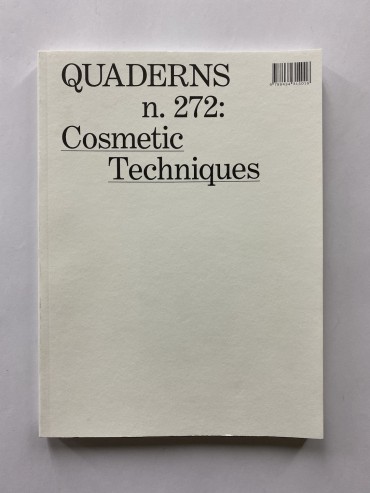 QUADERNS
n. 272:
Cosmetic
Techniques